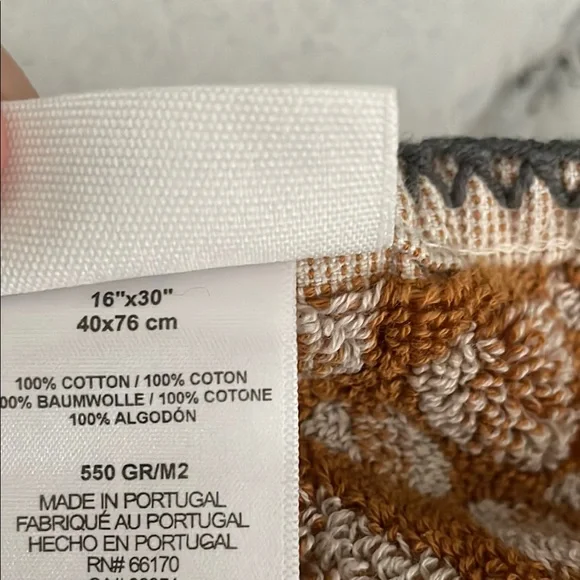 16"x30"
40x76 cm
100% COTTON / 100% COTON
00% BAUMWOLLE / 100% COTONE
100% ALGODÓN
550 GR/M2
MADE IN PORTUGAL
FABRIQUÉ AU PORTUGAL
HECHO EN PORTUGAL
RN# 66170